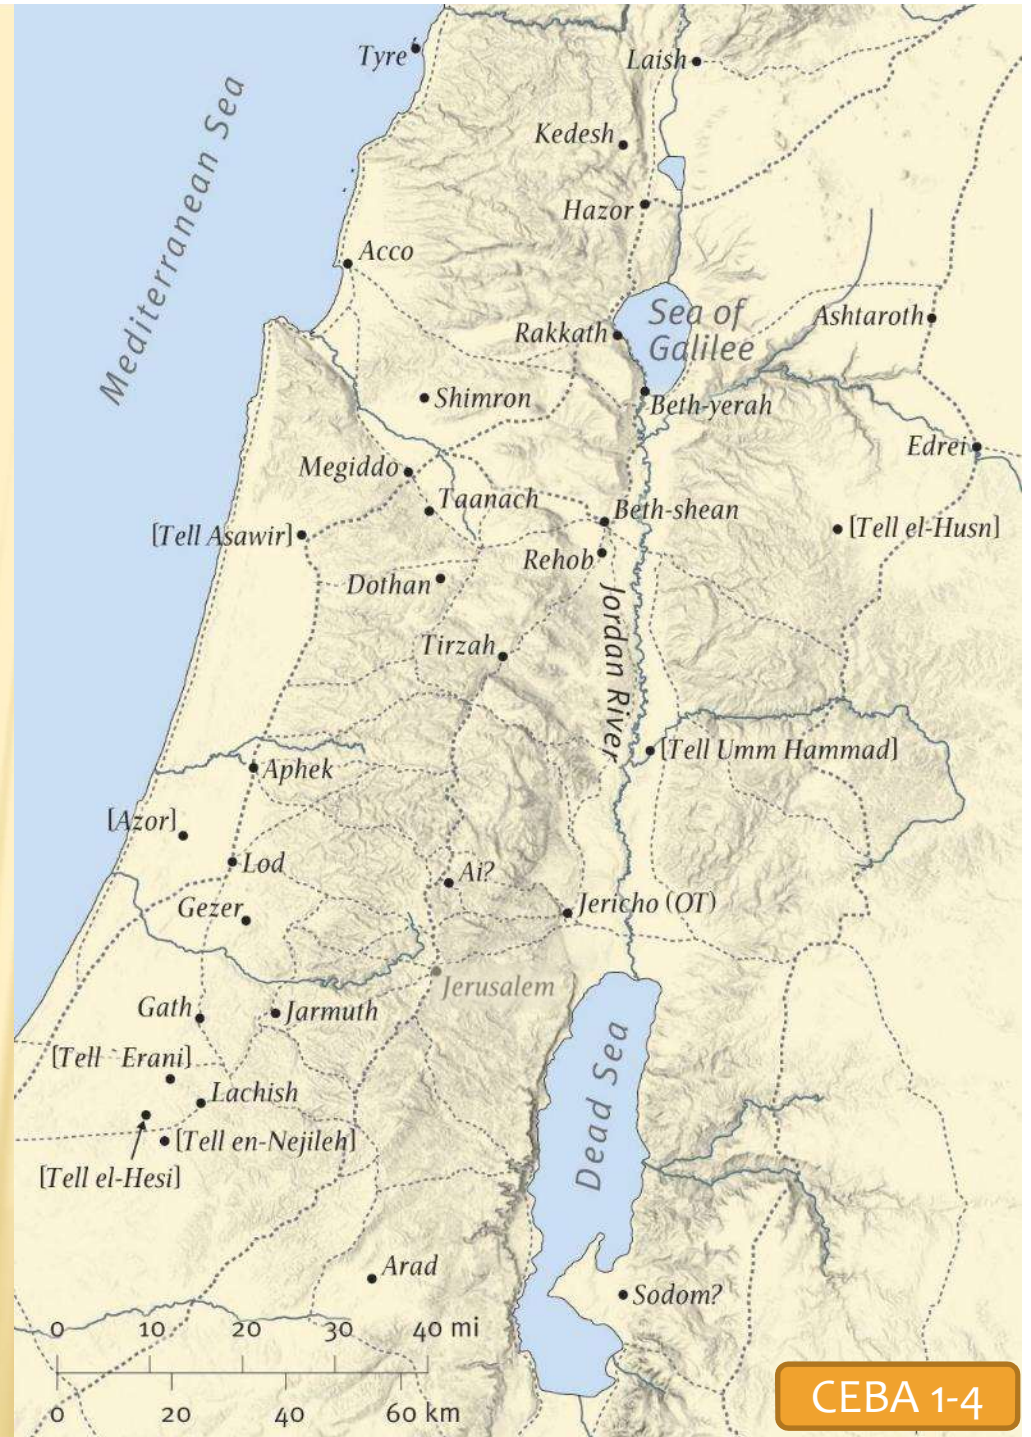 Tyre
Laish
Kedesh
Mediterranean Sea
Hazor
Acco
Sea of
Galilee
Ashtaroth
Rakkath
Shimron
Beth-yerah
Edrei
Megiddo
Taanach
Beth-shean
[Tell Asawir]
[Tell el-Husn]
Rehob
Dothan
Jordan River
Tirzah
[Tell Umm Hammad]
Aphek
[Azor]
Lod
Ai?
Gezer
Jericho (OT)
Jerusalem
Gath
Jarmuth
[Tell ʿErani]
Lachish
Dead Sea
[Tell en-Nejileh]
[Tell el-Hesi]
Arad
Sodom?
0 10 20 30 40 mi
0 20 40 60 km
CEBA 1-4